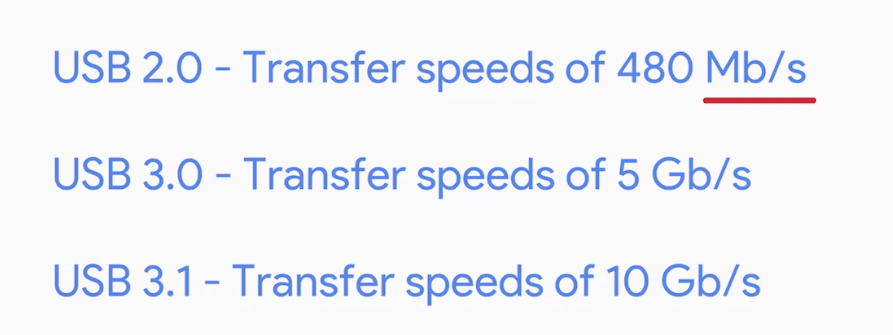 USB 2.0 - Transfer speeds of 480 Mb/s
USB 3.0 - Transfer speeds of 5 Gb/s
USB 3.1 - Transfer speeds of 10 Gb/s